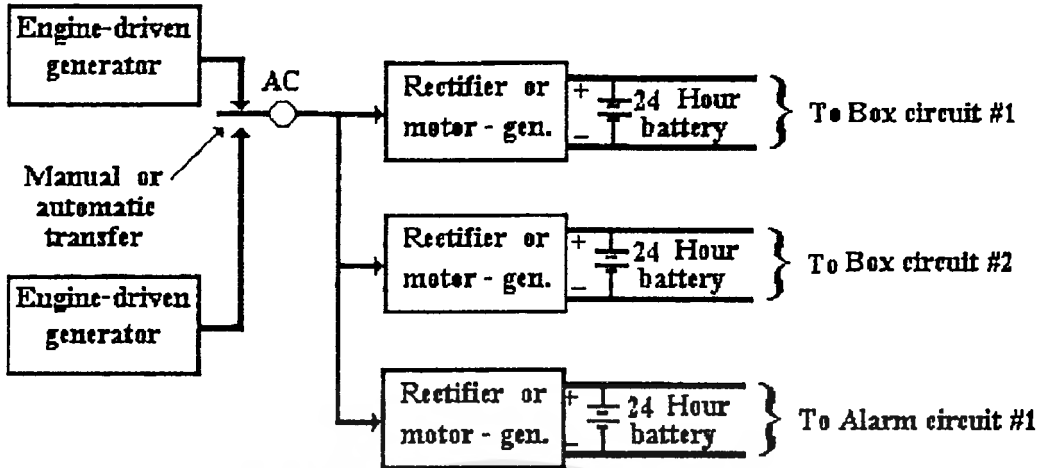 Engine-driven
generator
AC
Manual or
automatic
transfer
Engine-driven
generator
Rectifier or
motor - gen.
+
−
24 Hour
battery
To Box circuit #1
Rectifier or
motor - gen.
+
−
24 Hour
battery
To Box circuit #2
Rectifier or
motor - gen.
+
−
24 Hour
battery
To Alarm circuit #1